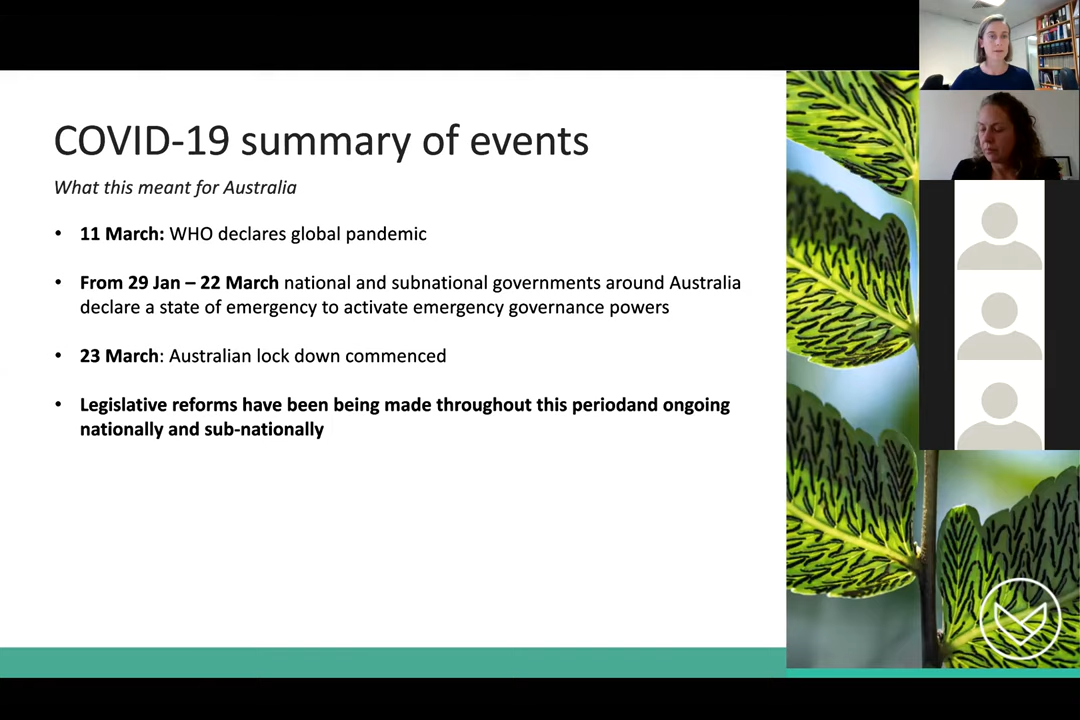 COVID-19 summary of events
What this meant for Australia
• 11 March: WHO declares global pandemic
• From 29 Jan – 22 March national and subnational governments around Australia
declare a state of emergency to activate emergency governance powers
• 23 March: Australian lock down commenced
• Legislative reforms have been being made throughout this periodand ongoing
nationally and sub-nationally